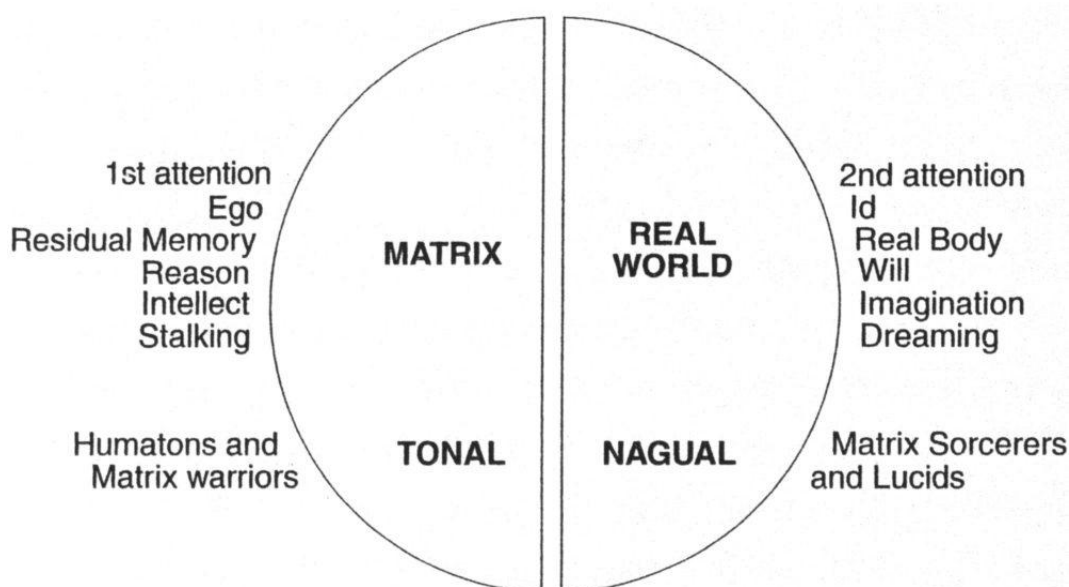 1st attention
Ego
Residual Memory
Reason
Intellect
Stalking
Humatons and
Matrix warriors
MATRIX
TONAL
REAL
WORLD
NAGUAL
2nd attention
Id
Real Body
Will
Imagination
Dreaming
Matrix Sorcerers
and Lucids